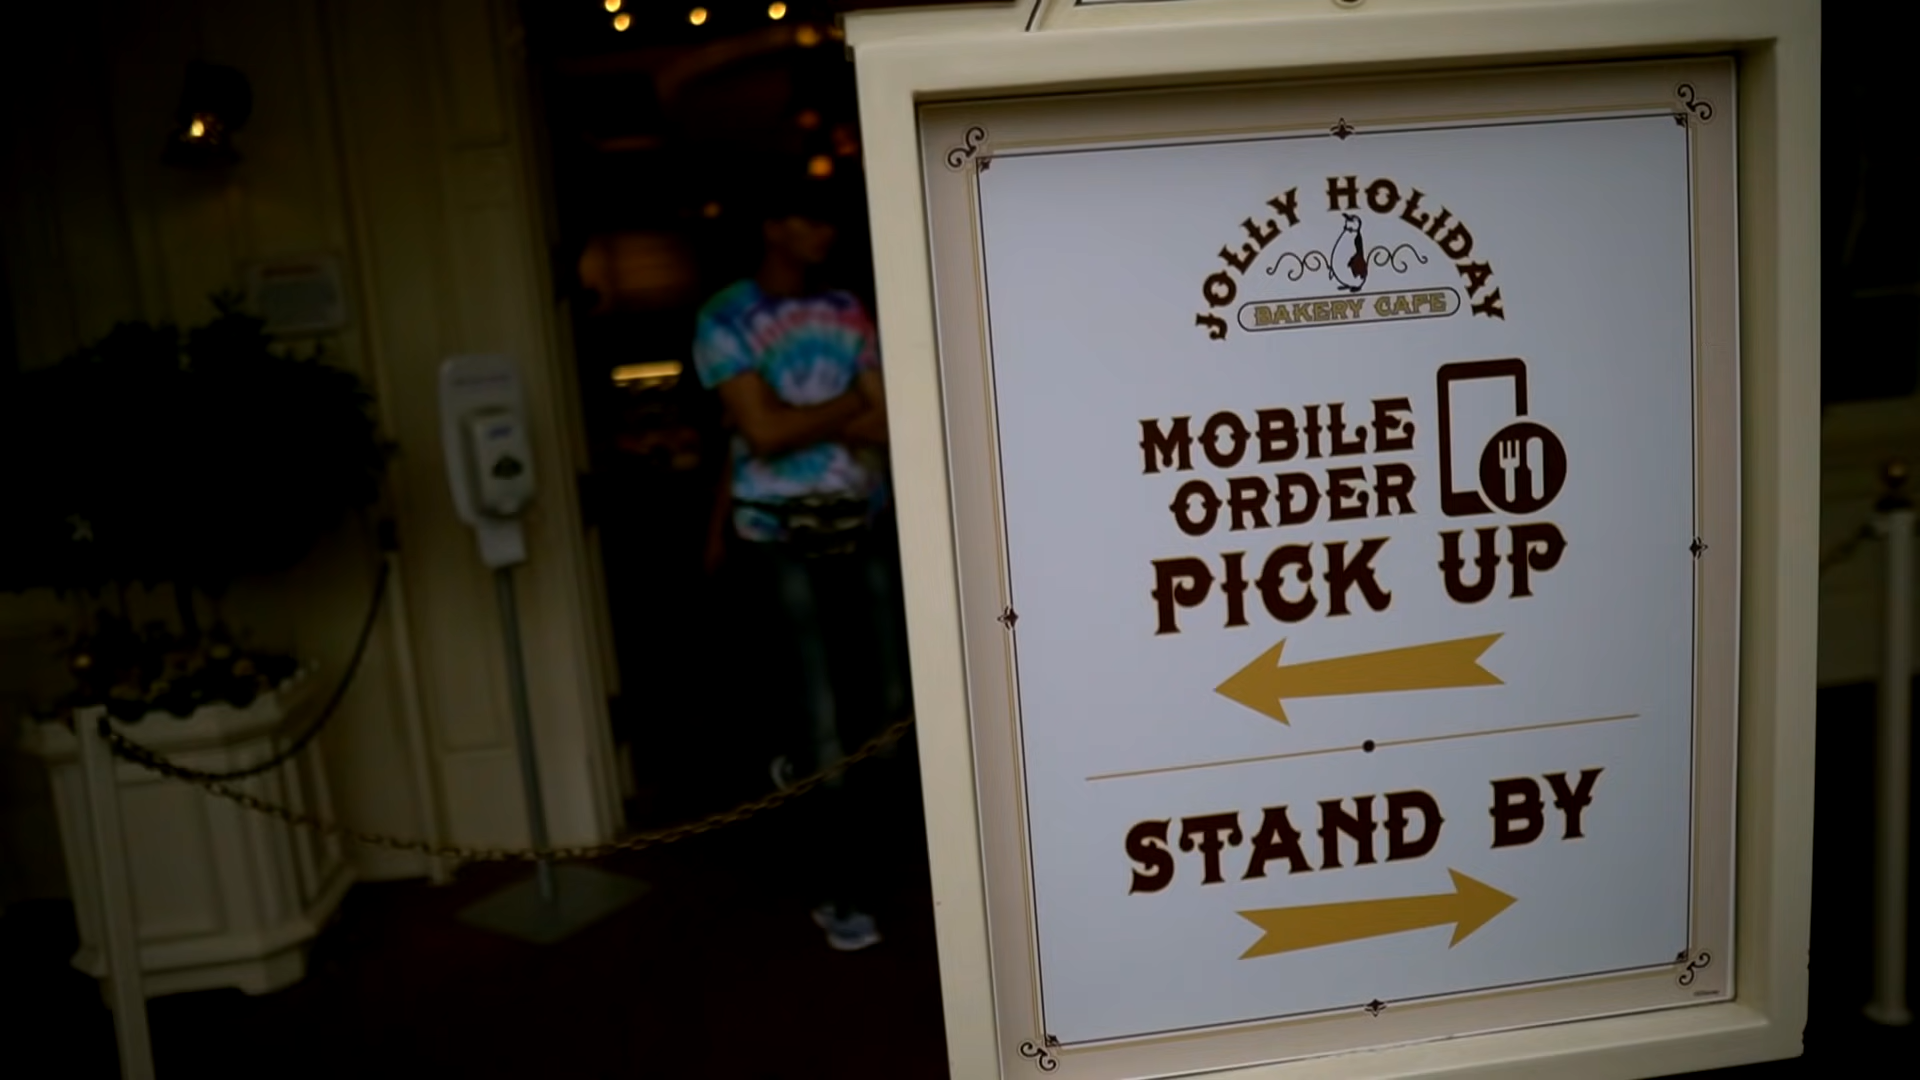 JOLLY HOLIDAY
BAKERY CAFE
MOBILE
ORDER
PICK UP
STAND BY